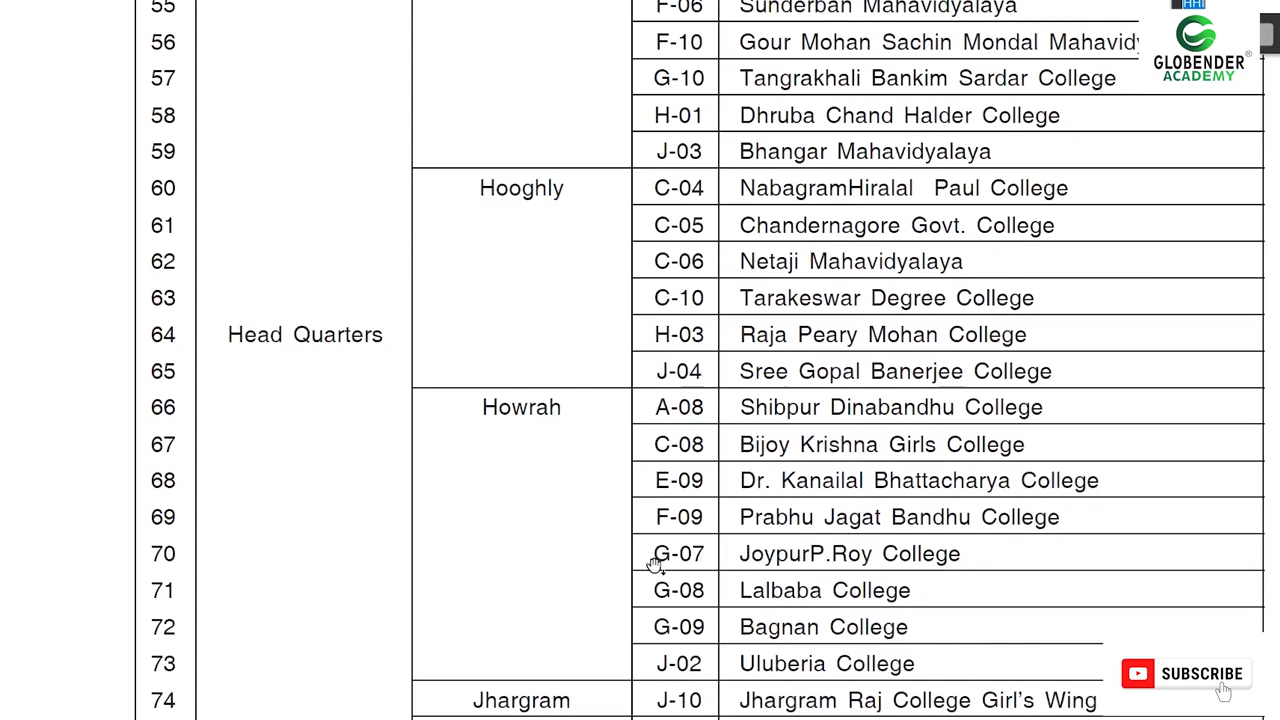 55 F-06 Sunderban Mahavidyalaya
HHI
56 F-10 Gour Mohan Sachin Mondal
57 G-10 Tangrakhali Bankim Sardar College
GLOBENDER®
ACADEMY
58 H-01 Dhruba Chand Halder College
59 J-03 Bhangar Mahavidyalaya
60 Hooghly C-04 NabagramHiralal Paul College
61 C-05 Chandernagore Govt. College
62 C-06 Netaji Mahavidyalaya
63 C-10 Tarakeswar Degree College
64 Head Quarters H-03 Raja Peary Mohan College
65 J-04 Sree Gopal Banerjee College
66 Howrah A-08 Shibpur Dinabandhu College
67 C-08 Bijoy Krishna Girls College
68 E-09 Dr. Kanailal Bhattacharya College
69 F-09 Prabhu Jagat Bandhu College
70 G-07 JoypurP.Roy College
71 G-08 Lalbaba College
72 G-09 Bagnan College
73 J-02 Uluberia College
SUBSCRIBE
74 Jhargram J-10 Jhargram Raj College Girl's Wing